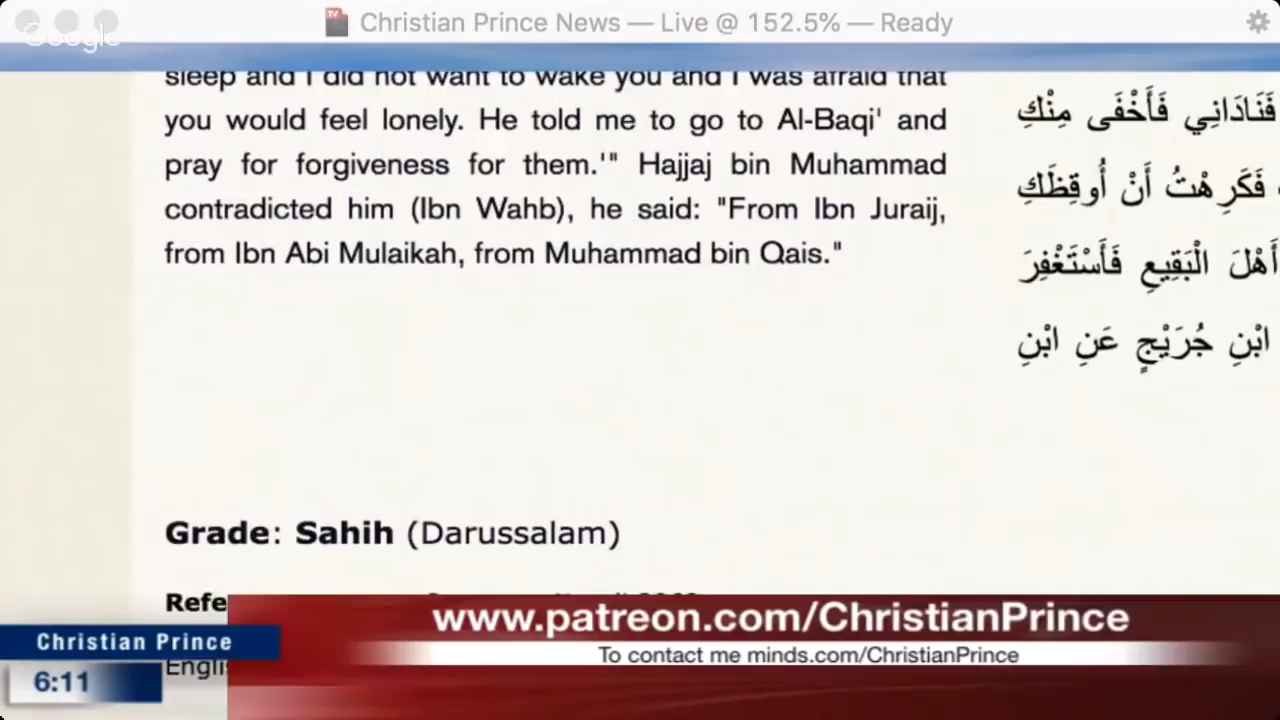 Christian Prince News — Live @ 152.5% — Ready
Google
sleep and I did not want to wake you and I was afraid that
you would feel lonely. He told me to go to Al-Baqi' and
pray for forgiveness for them.'" Hajjaj bin Muhammad
contradicted him (Ibn Wahb), he said: "From Ibn Juraij,
from Ibn Abi Mulaikah, from Muhammad bin Qais."
فَنَادَانِي فَأَخْفَى مِنْكِ
فَكَرِهْتُ أَنْ أُوقِظَكِ
أَهْلَ الْبَقِيعِ فَأَسْتَغْفِرَ
ابْنِ جُرَيْجٍ عَنِ ابْنِ
Grade: Sahih (Darussalam)
Refe
www.patreon.com/ChristianPrince
To contact me minds.com/ChristianPrince
Christian Prince
Engli
6:11